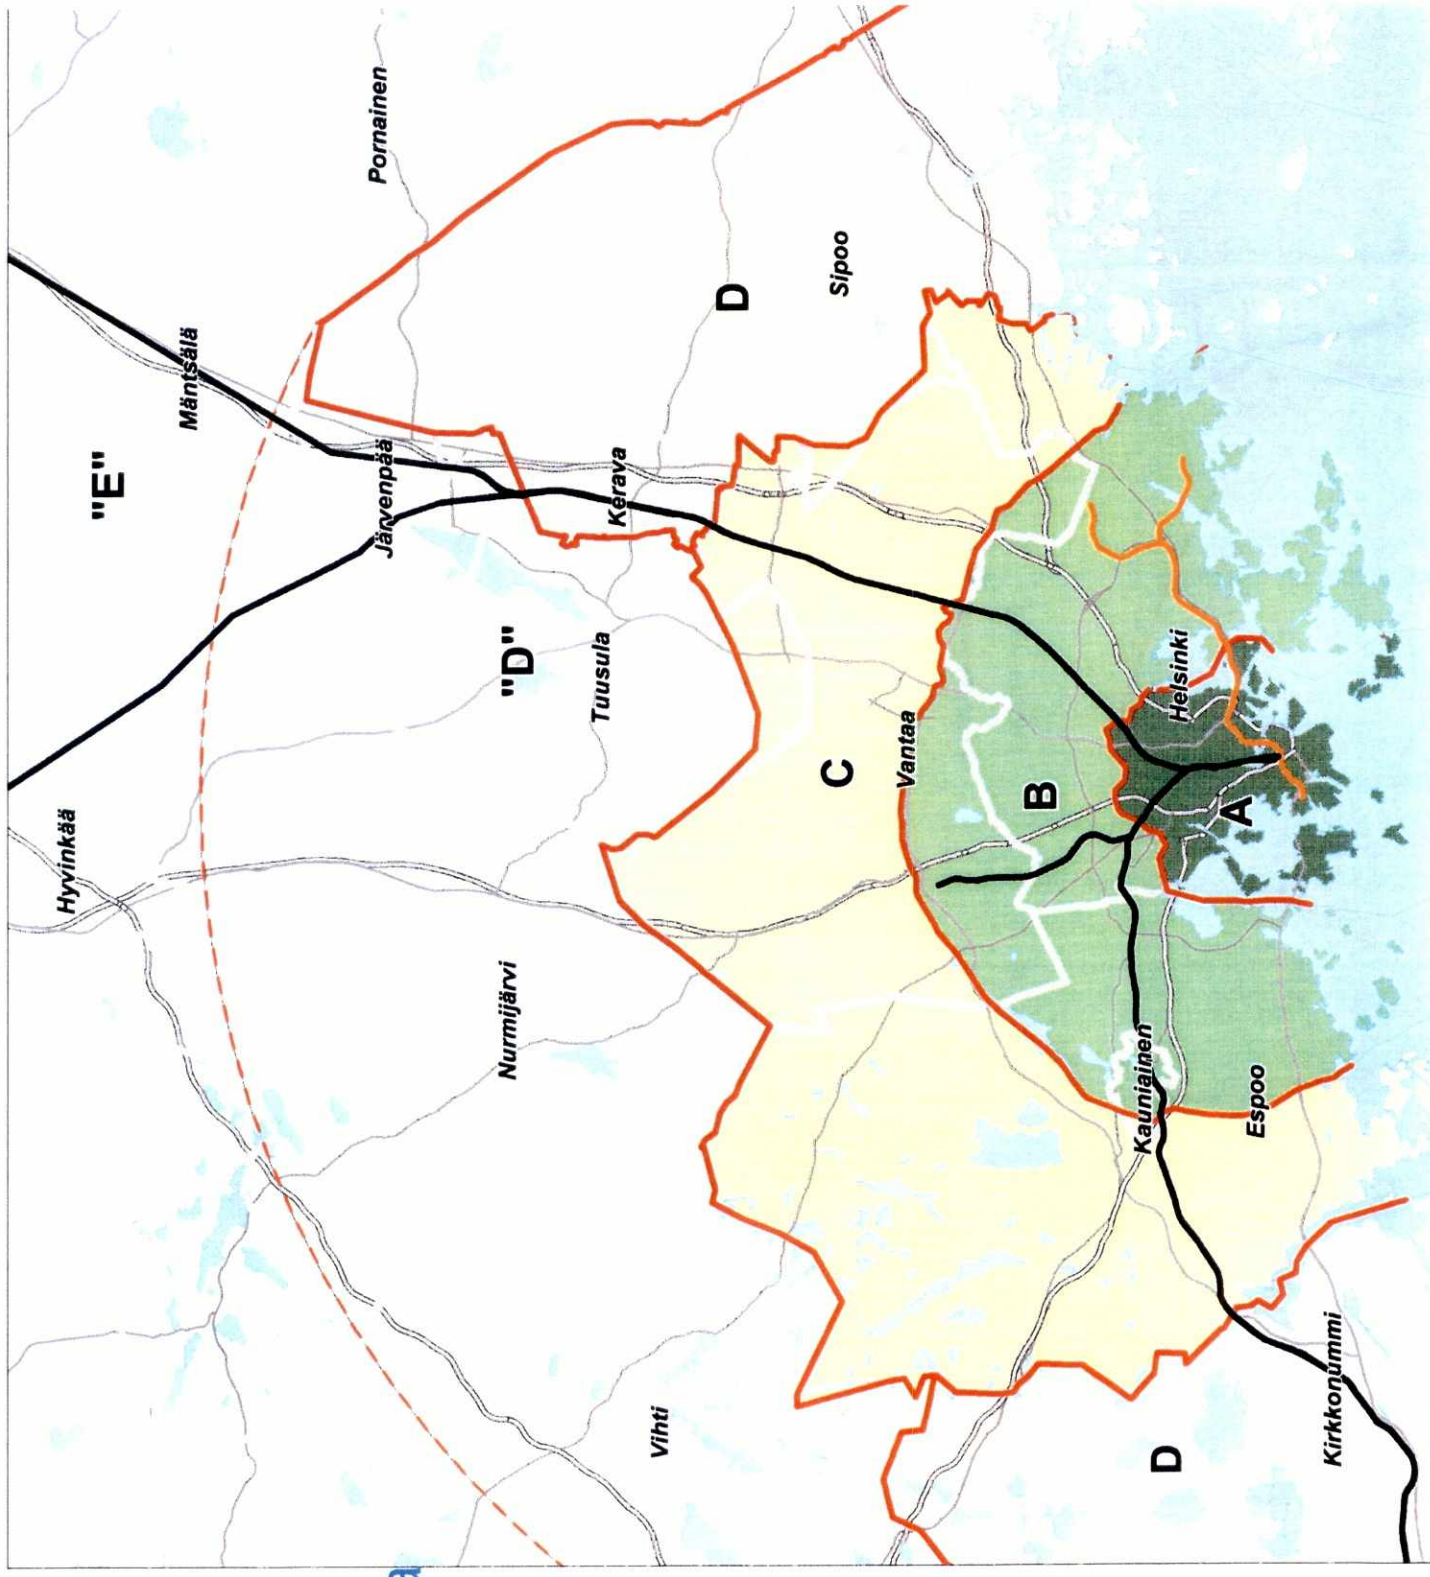 Hyvinkää
"E"
Mäntsälä
Pornainen
Järvenpää
Nurmijärvi
"D"
Tuusula
Kerava
Vihti
D
C
Sipoo
Vantaa
B
Kauniainen
D
Helsinki
A
Espoo
Kirkkonummi